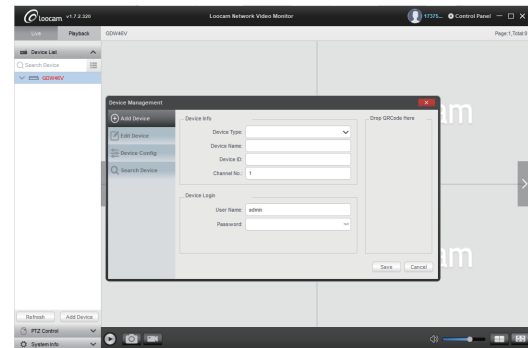 Loocam v1.7.2.320
Loocam Network Video Monitor
17375... Control Panel
Live
Playback
GDW46V
Page:1,Total:0
Device List
Search Device
GDW46V
Device Management
Add Device
Edit Device
Device Config
Search Device
Device Info
Device Type:
Device Name:
Device ID:
Channel No.: 1
Device Login
User Name: admin
Password:
Drop QRCode Here
Save
Cancel
am
am
Refresh
Add Device
PTZ Control
System Info